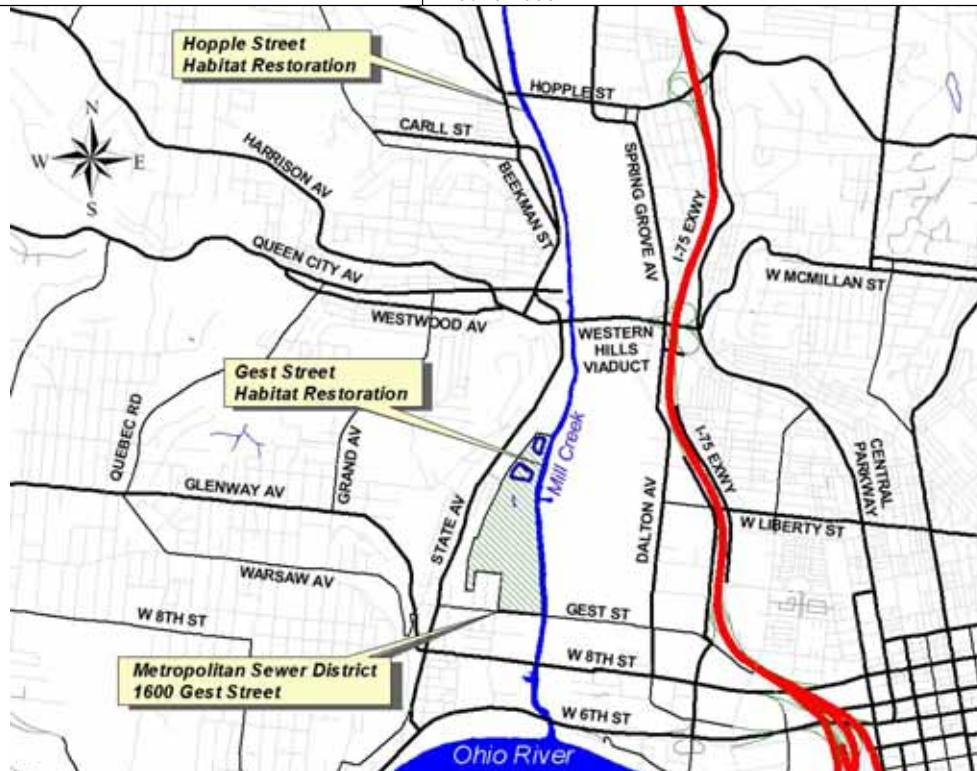 Hopple Street
Habitat Restoration
HOPPLE ST
CARLL ST
N
W
E
S
HARRISON AV
BEEKMAN ST
SPRING GROVE AV
I-75 EXWY
QUEEN CITY AV
W MCMILLAN ST
WESTWOOD AV
WESTERN
HILLS
VIADUCT
Gest Street
Habitat Restoration
QUEBEC RD
GRAND AV
GLENWAY AV
Mill Creek
STATE AV
DALTON AV
I-75 EXWY
CENTRAL
PARKWAY
W LIBERTY ST
WARSAW AV
W 8TH ST
GEST ST
W 8TH ST
Metropolitan Sewer District
1600 Gest Street
W 6TH ST
Ohio River